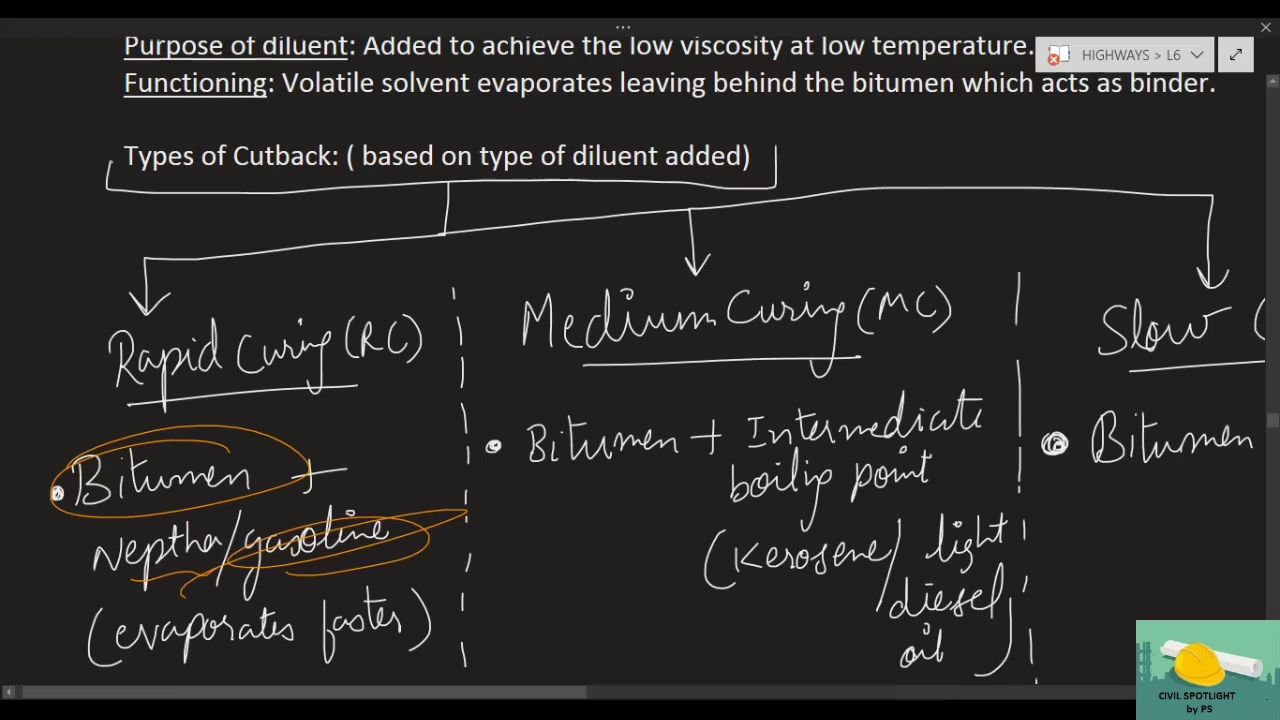 Purpose of diluent: Added to achieve the low viscosity at low temperature.
HIGHWAYS > L6
Functioning: Volatile solvent evaporates leaving behind the bitumen which acts as binder.
Types of Cutback: ( based on type of diluent added)
Rapid Curing (RC)
Bitumen +
Neptha/gasoline
(evaporates faster)
Medium Curing (MC)
Bitumen + Intermediate
boiling point
(Kerosene/ light
diesel
oil)
Slow (
Bitumen
CIVIL SPOTLIGHT
by PS